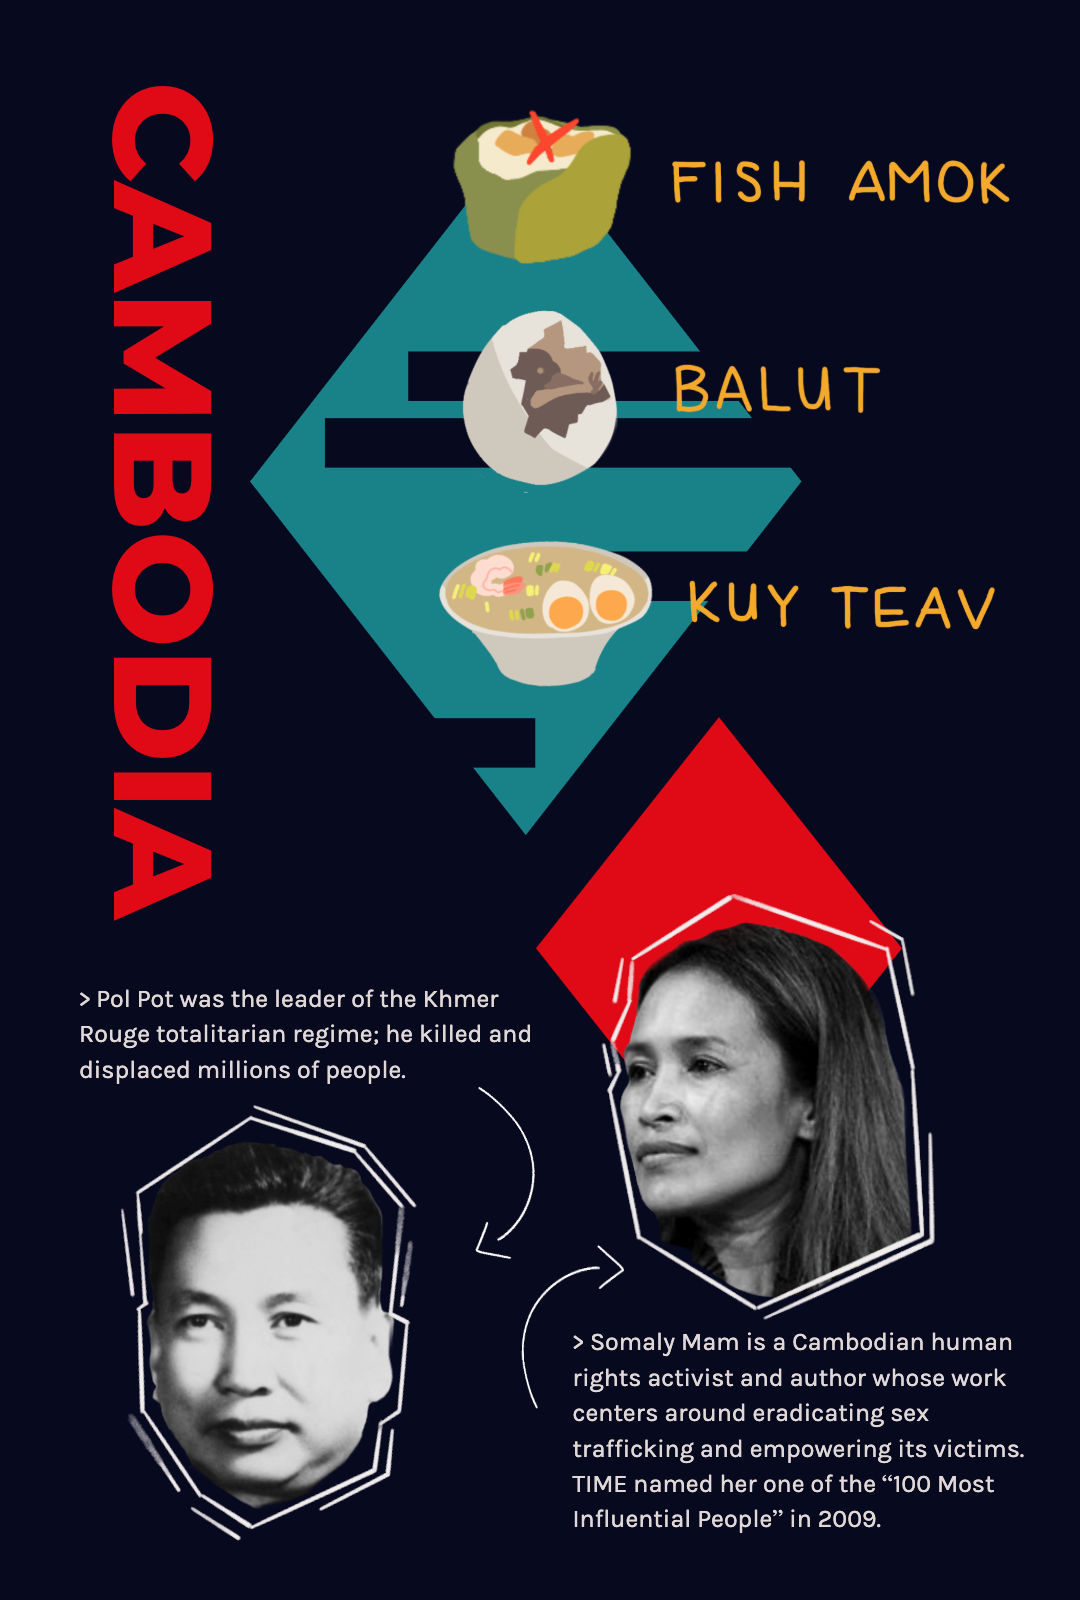 CAMBODIA
FISH AMOK
BALUT
KUY TEAV
> Pol Pot was the leader of the Khmer
Rouge totalitarian regime; he killed and
displaced millions of people.
> Somaly Mam is a Cambodian human
rights activist and author whose work
centers around eradicating sex
trafficking and empowering its victims.
TIME named her one of the “100 Most
Influential People” in 2009.